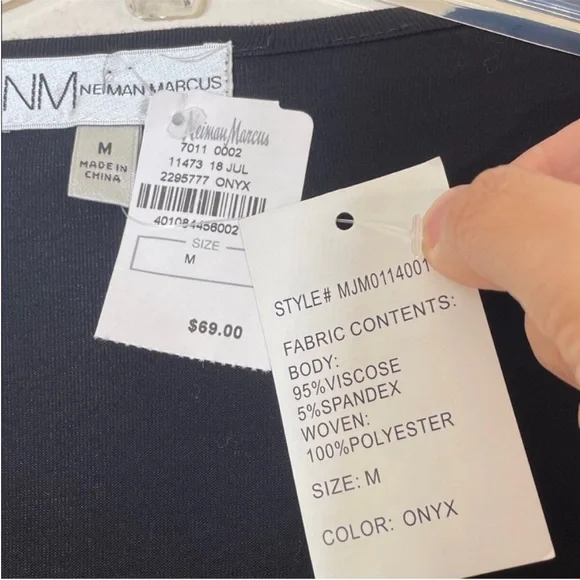 NM NEIMAN MARCUS
M
MADE IN
CHINA
Neiman Marcus
7011 0002
11473 18 JUL
2295777 ONYX
401084456002
SIZE
M
$69.00
STYLE# MJM0114001
FABRIC CONTENTS:
BODY:
95%VISCOSE
5%SPANDEX
WOVEN:
100%POLYESTER
SIZE: M
COLOR: ONYX